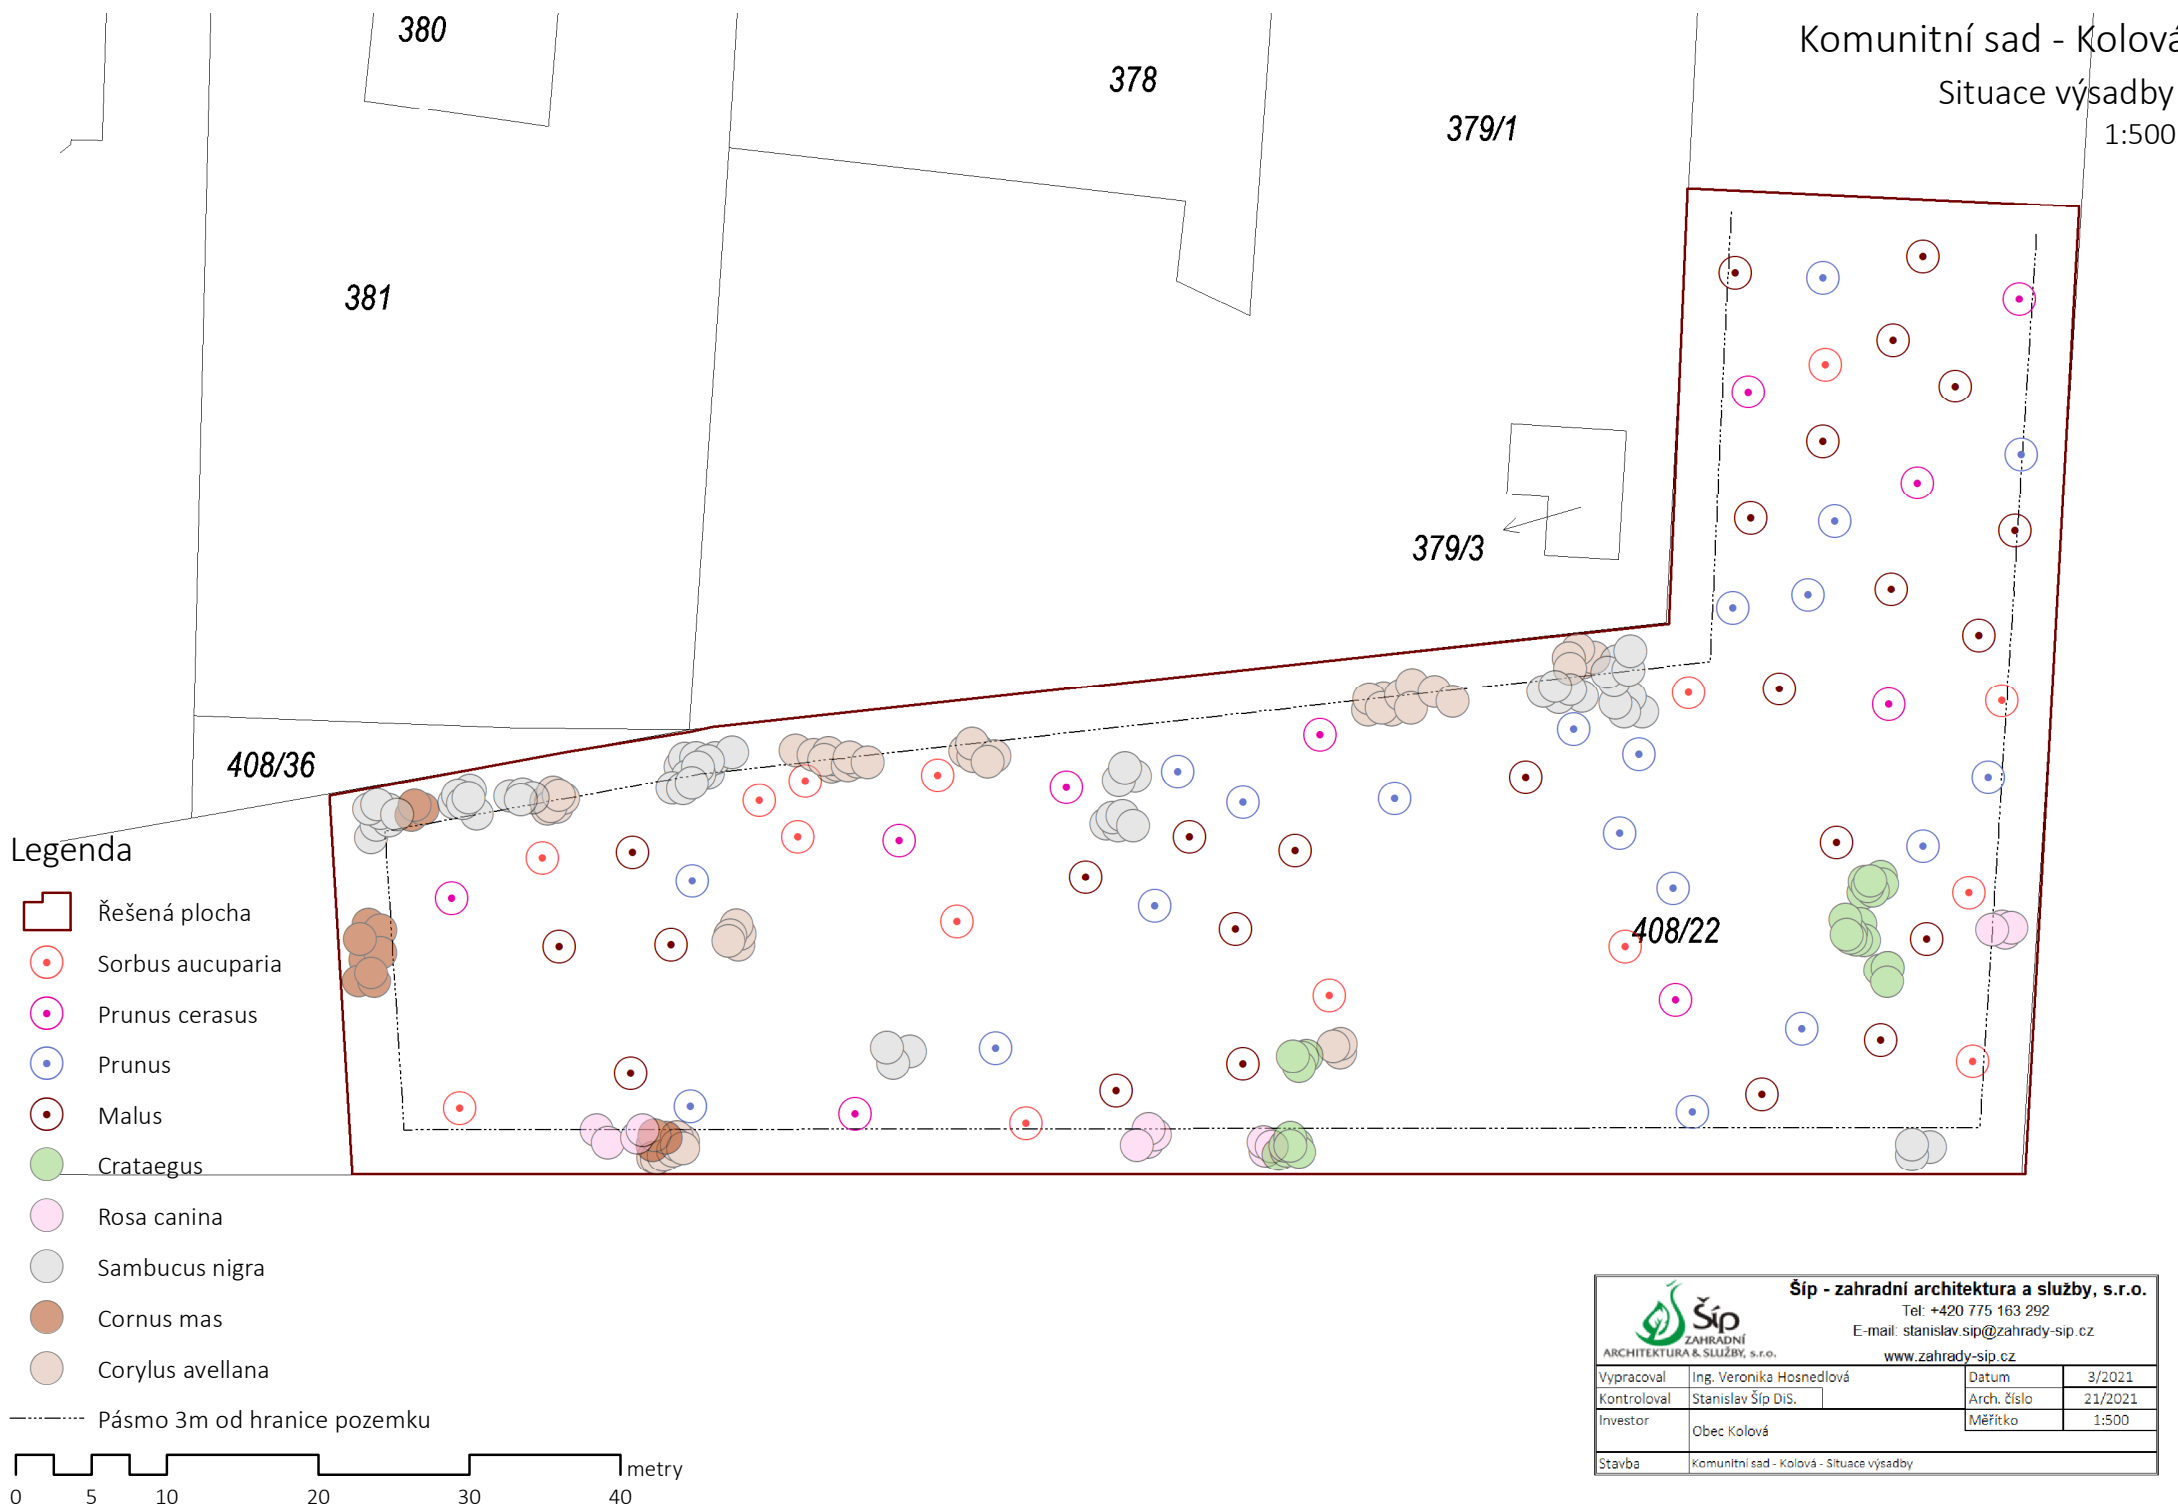 Komunitní sad - Kolová
Situace výsadby
1:500
380
378
379/1
381
379/3
408/36
408/22
Legenda
Řešená plocha
Sorbus aucuparia
Prunus cerasus
Prunus
Malus
Crataegus
Rosa canina
Sambucus nigra
Cornus mas
Corylus avellana
Pásmo 3m od hranice pozemku
metry
0 5 10 20 30 40
Šíp
ZAHRADNÍ
ARCHITEKTURA & SLUŽBY, s.r.o.
Šíp - zahradní architektura a služby, s.r.o.
Tel: +420 775 163 292
E-mail: stanislav.sip@zahrady-sip.cz
www.zahrady-sip.cz
Vypracoval Ing. Veronika Hosnedlová Datum 3/2021
Kontroloval Stanislav Šíp DiS. Arch. číslo 21/2021
Investor Obec Kolová Měřítko 1:500
Stavba Komunitní sad - Kolová - Situace výsadby